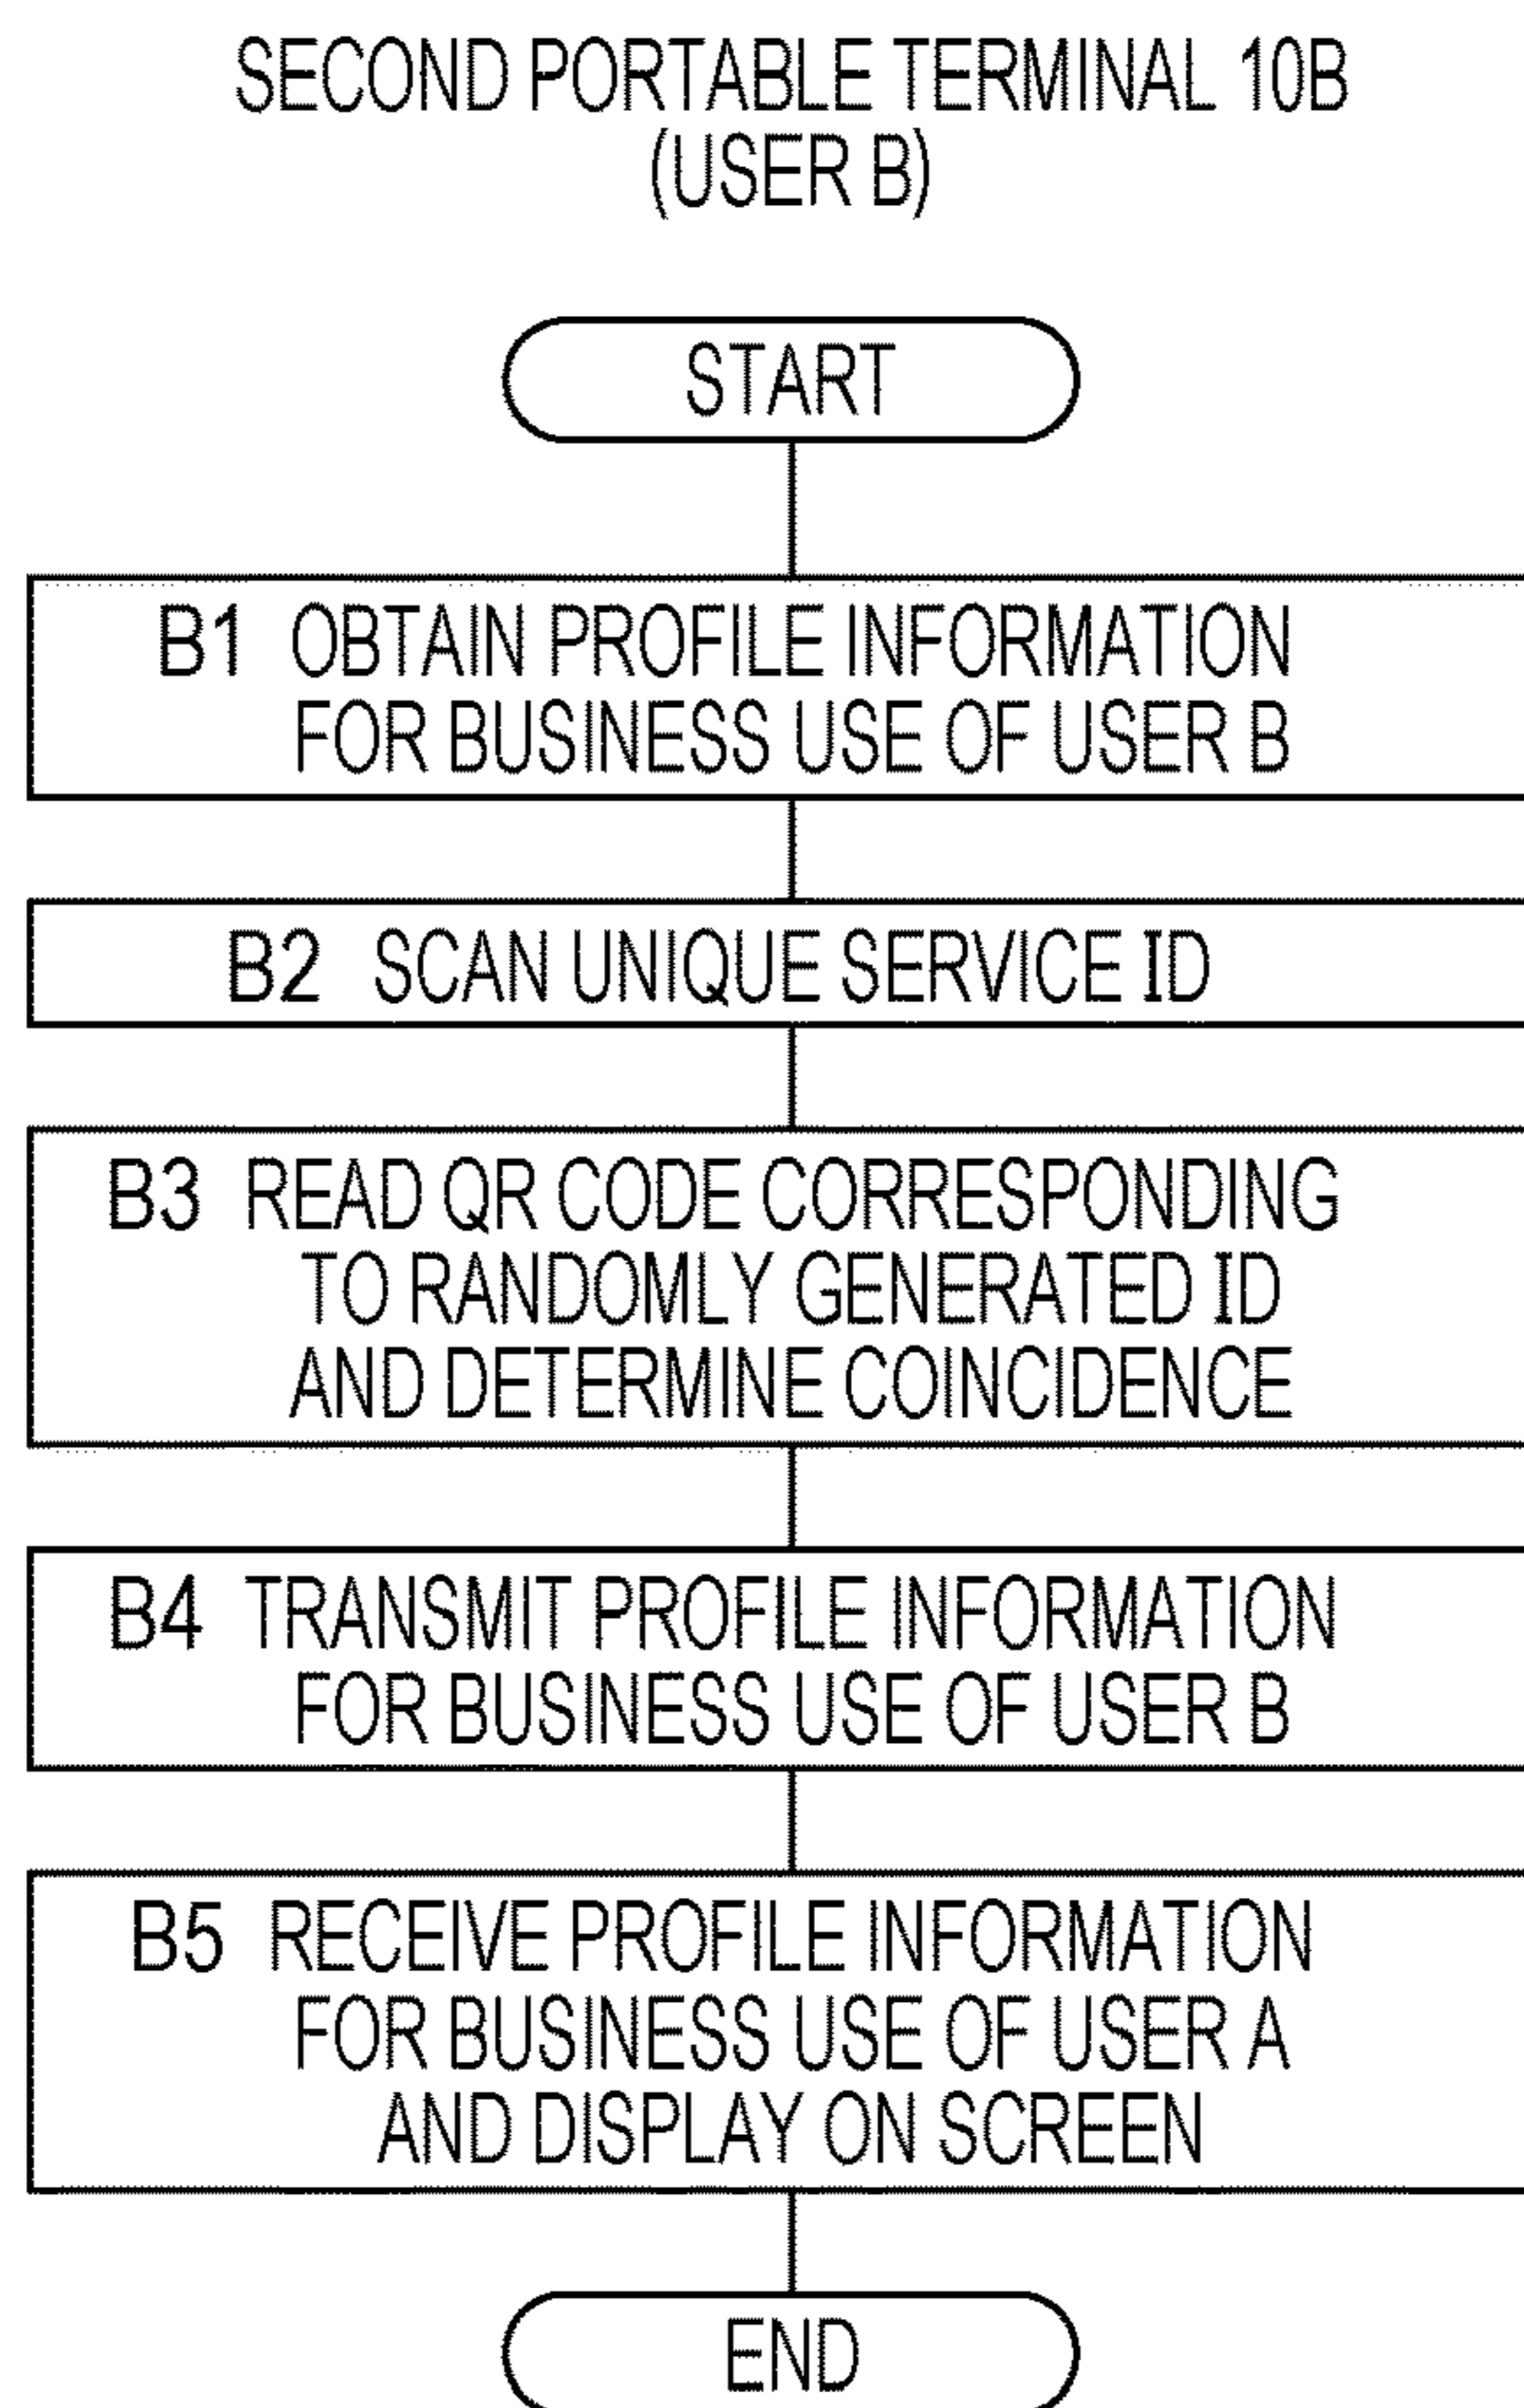 SECOND PORTABLE TERMINAL 10B
(USER B)
START
B1 OBTAIN PROFILE INFORMATION
FOR BUSINESS USE OF USER B
B2 SCAN UNIQUE SERVICE ID
B3 READ QR CODE CORRESPONDING
TO RANDOMLY GENERATED ID
AND DETERMINE COINCIDENCE
B4 TRANSMIT PROFILE INFORMATION
FOR BUSINESS USE OF USER B
B5 RECEIVE PROFILE INFORMATION
FOR BUSINESS USE OF USER A
AND DISPLAY ON SCREEN
END